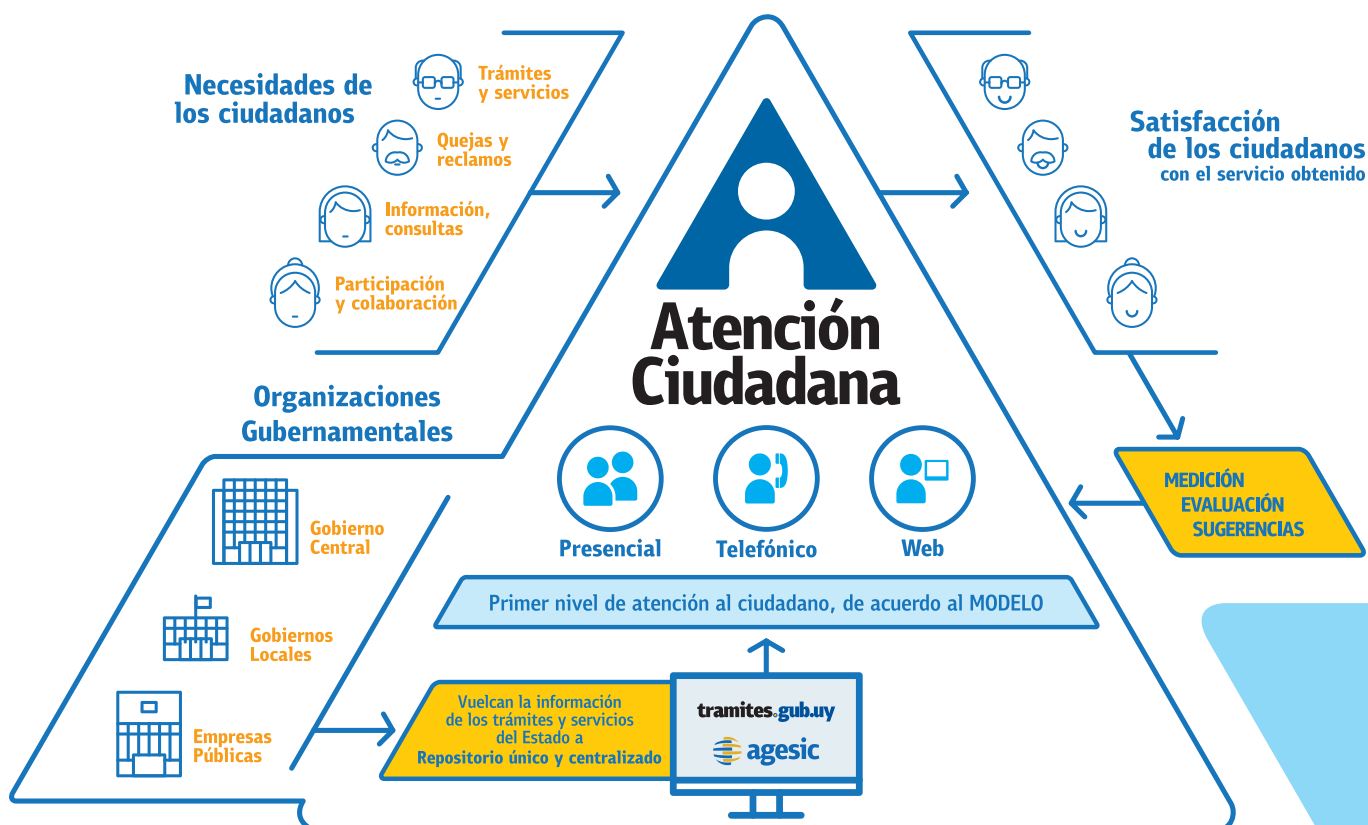 Necesidades de
los ciudadanos
Trámites
y servicios
Quejas y
reclamos
Información,
consultas
Participación
y colaboración
Satisfacción
de los ciudadanos
con el servicio obtenido
Atención
Ciudadana
Organizaciones
Gubernamentales
Gobierno
Central
Gobiernos
Locales
Empresas
Públicas
Presencial
Telefónico
Web
MEDICIÓN
EVALUACIÓN
SUGERENCIAS
Primer nivel de atención al ciudadano, de acuerdo al MODELO
Vuelcan la información
de los trámites y servicios
del Estado a
Repositorio único y centralizado
tramites.gub.uy
agesic